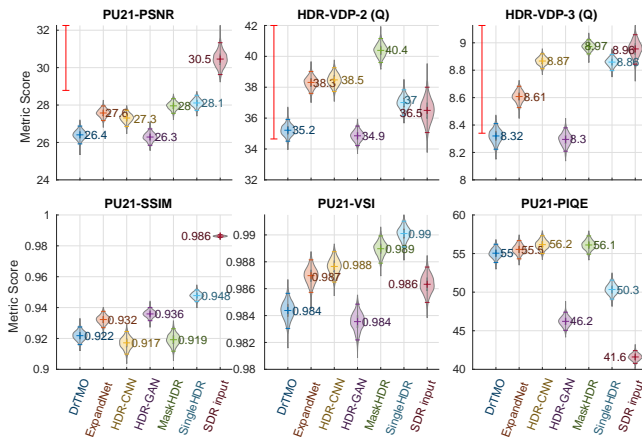 PU21-PSNR
HDR-VDP-2 (Q)
HDR-VDP-3 (Q)
Metric Score
32
30
28
26
24
26.4
27.6
27.3
26.3
28
28.1
30.5
42
40
38
36
34
32
35.2
38.3
38.5
34.9
40.4
37
36.5
9
8.8
8.6
8.4
8.2
8
8.32
8.61
8.87
8.3
8.97
8.86
8.96
PU21-SSIM
PU21-VSI
PU21-PIQE
Metric Score
1
0.98
0.96
0.94
0.92
0.9
0.922
0.932
0.917
0.936
0.919
0.948
0.986
0.99
0.988
0.986
0.984
0.982
0.98
0.984
0.987
0.988
0.984
0.989
0.99
0.986
60
55
50
45
40
55
55.5
56.2
46.2
56.1
50.3
41.6
DrTMO
ExpandNet
HDR-CNN
HDR-GAN
MaskHDR
SingleHDR
SDR input
DrTMO
ExpandNet
HDR-CNN
HDR-GAN
MaskHDR
SingleHDR
SDR input
DrTMO
ExpandNet
HDR-CNN
HDR-GAN
MaskHDR
SingleHDR
SDR input